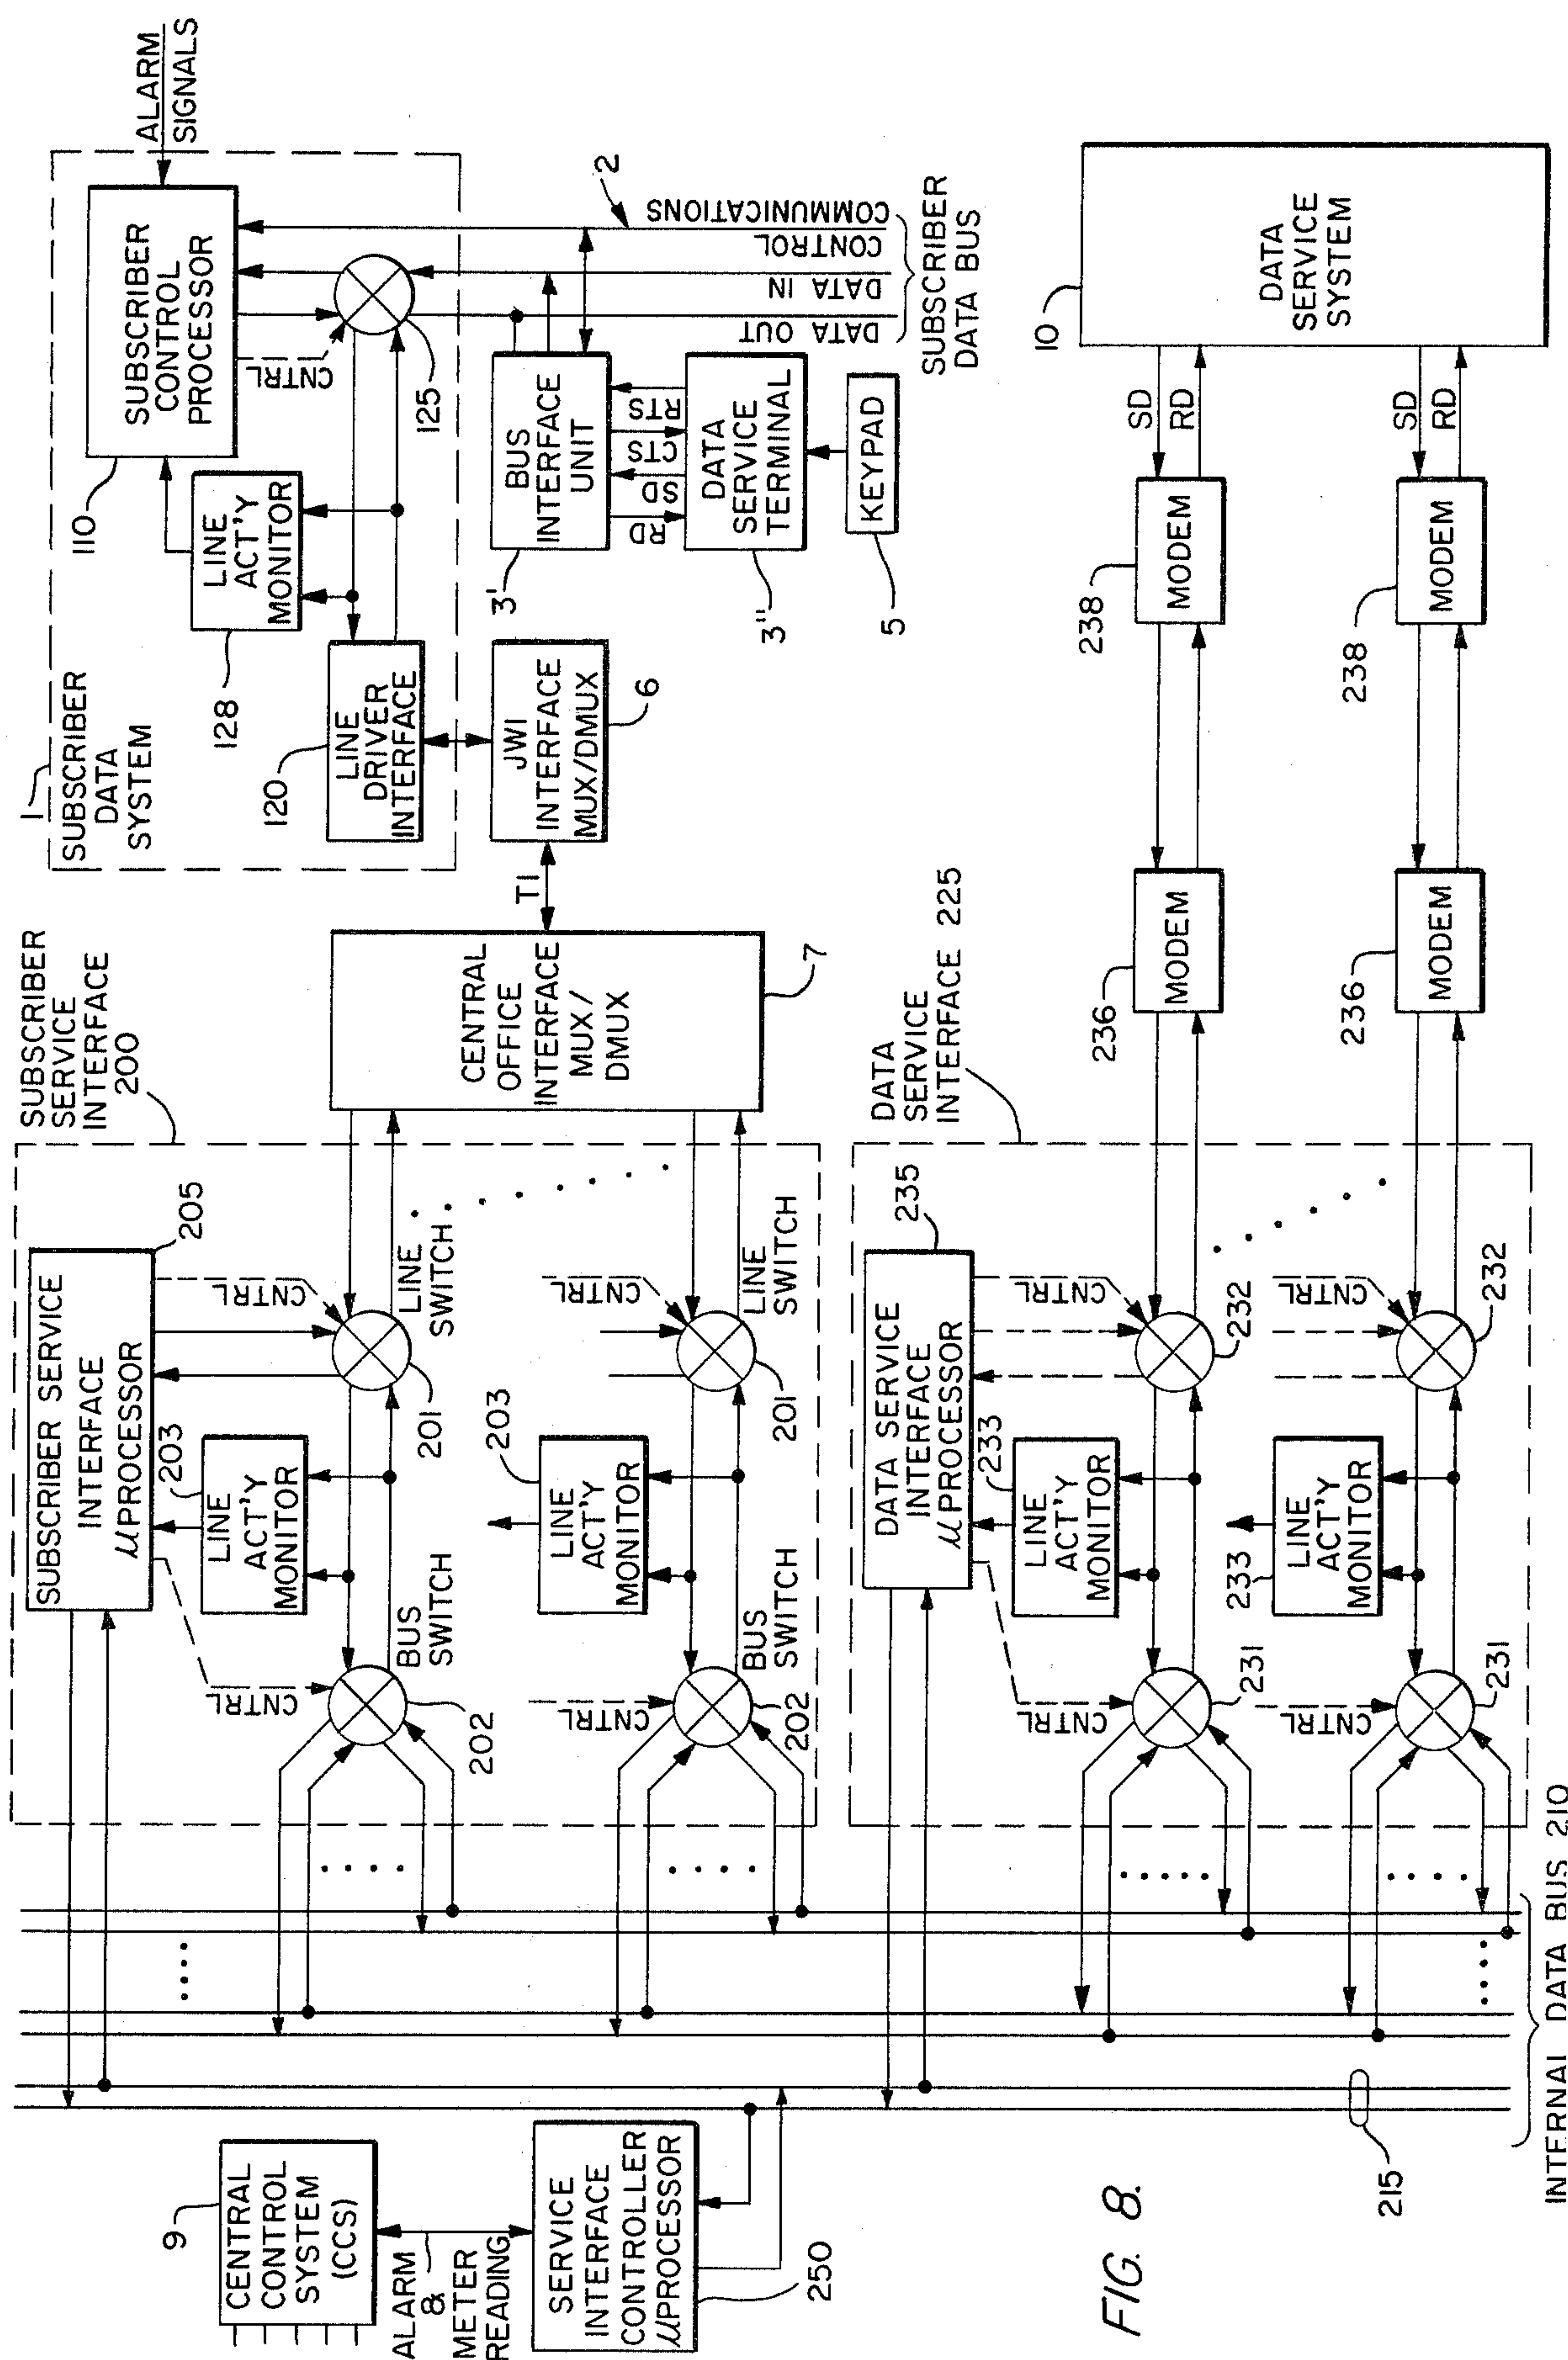 ALARM
SIGNALS
1
SUBSCRIBER
DATA
SYSTEM
110
SUBSCRIBER
CONTROL
PROCESSOR
CNTRL
125
LINE
ACT'Y
MONITOR
128
120
LINE
DRIVER
INTERFACE
JWI
INTERFACE
MUX/DMUX
6
T1
BUS
INTERFACE
UNIT
3'
RD
SD
CTS
RTS
DATA
SERVICE
TERMINAL
3"
KEYPAD
5
2
DATA OUT
DATA IN
CONTROL
COMMUNICATIONS
SUBSCRIBER
DATA BUS
SUBSCRIBER
SERVICE
INTERFACE
200
CENTRAL
OFFICE
INTERFACE
MUX/
DMUX
7
SUBSCRIBER SERVICE
INTERFACE
µPROCESSOR
205
203
LINE
ACT'Y
MONITOR
CNTRL
CNTRL
LINE
SWITCH
201
BUS
SWITCH
202
203
LINE
ACT'Y
MONITOR
CNTRL
CNTRL
LINE
SWITCH
201
BUS
SWITCH
202
DATA
SERVICE
INTERFACE 225
DATA SERVICE
INTERFACE
µPROCESSOR
235
233
LINE
ACT'Y
MONITOR
CNTRL
CNTRL
232
231
233
LINE
ACT'Y
MONITOR
CNTRL
CNTRL
232
231
236
MODEM
238
MODEM
SD
RD
236
MODEM
238
MODEM
SD
RD
10
DATA
SERVICE
SYSTEM
9
CENTRAL
CONTROL
SYSTEM
(CCS)
ALARM
&
METER
READING
SERVICE
INTERFACE
CONTROLLER
µPROCESSOR
250
215
INTERNAL DATA BUS 210
FIG. 8.